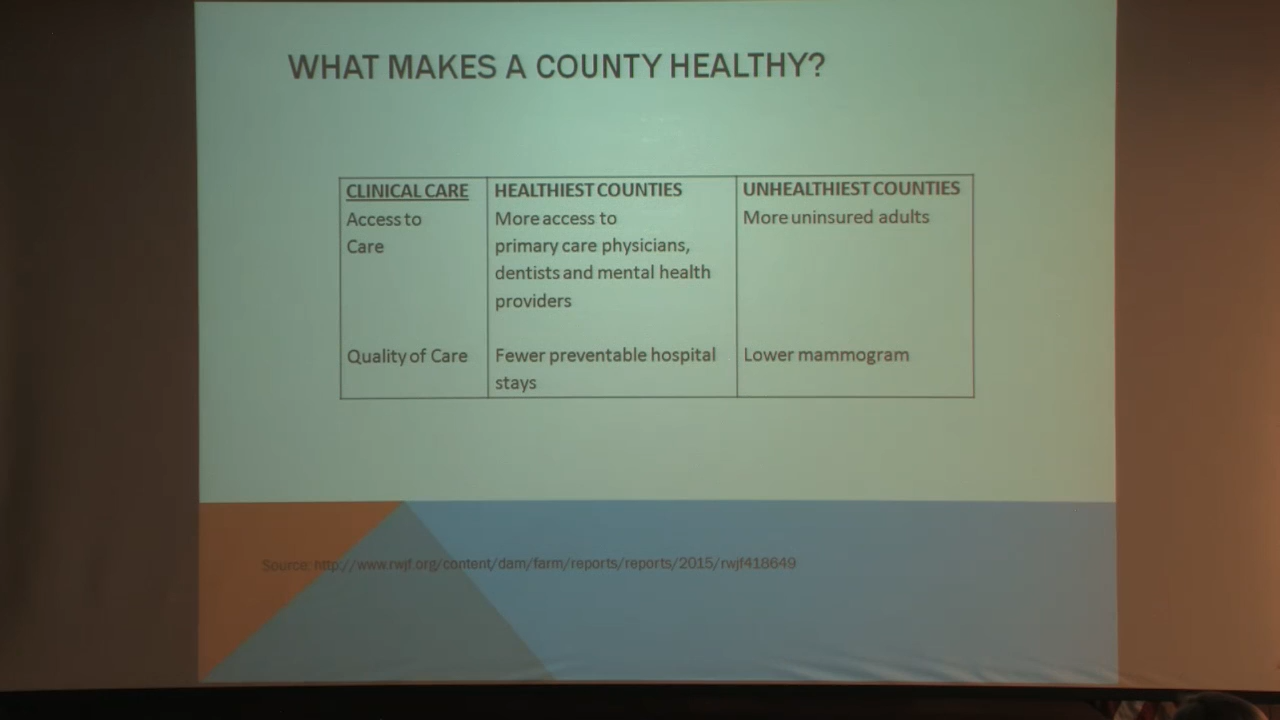 WHAT MAKES A COUNTY HEALTHY?
CLINICAL CARE HEALTHIEST COUNTIES UNHEALTHIEST COUNTIES
Access to More access to More uninsured adults
Care primary care physicians,
dentists and mental health
providers
Quality of Care Fewer preventable hospital Lower mammogram
stays
Source: http://www.rwjf.org/content/dam/farm/reports/reports/2015/rwjf418649